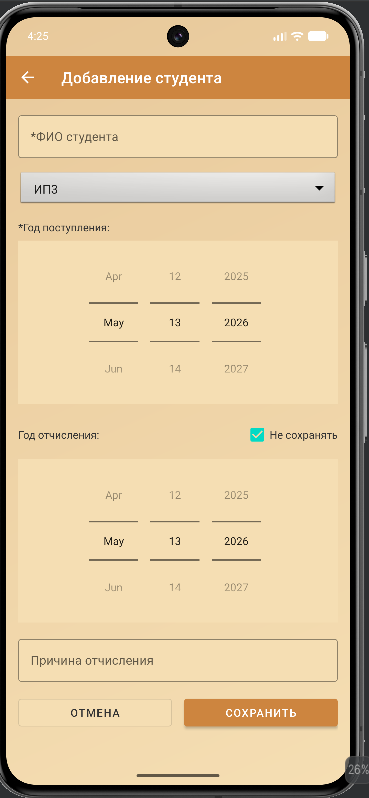 4:25
Добавление студента
*ФИО студента
ИПЗ
*Год поступления:
Apr 12 2025
May 13 2026
Jun 14 2027
Год отчисления:
Не сохранять
Apr 12 2025
May 13 2026
Jun 14 2027
Причина отчисления
ОТМЕНА
СОХРАНИТЬ
26%